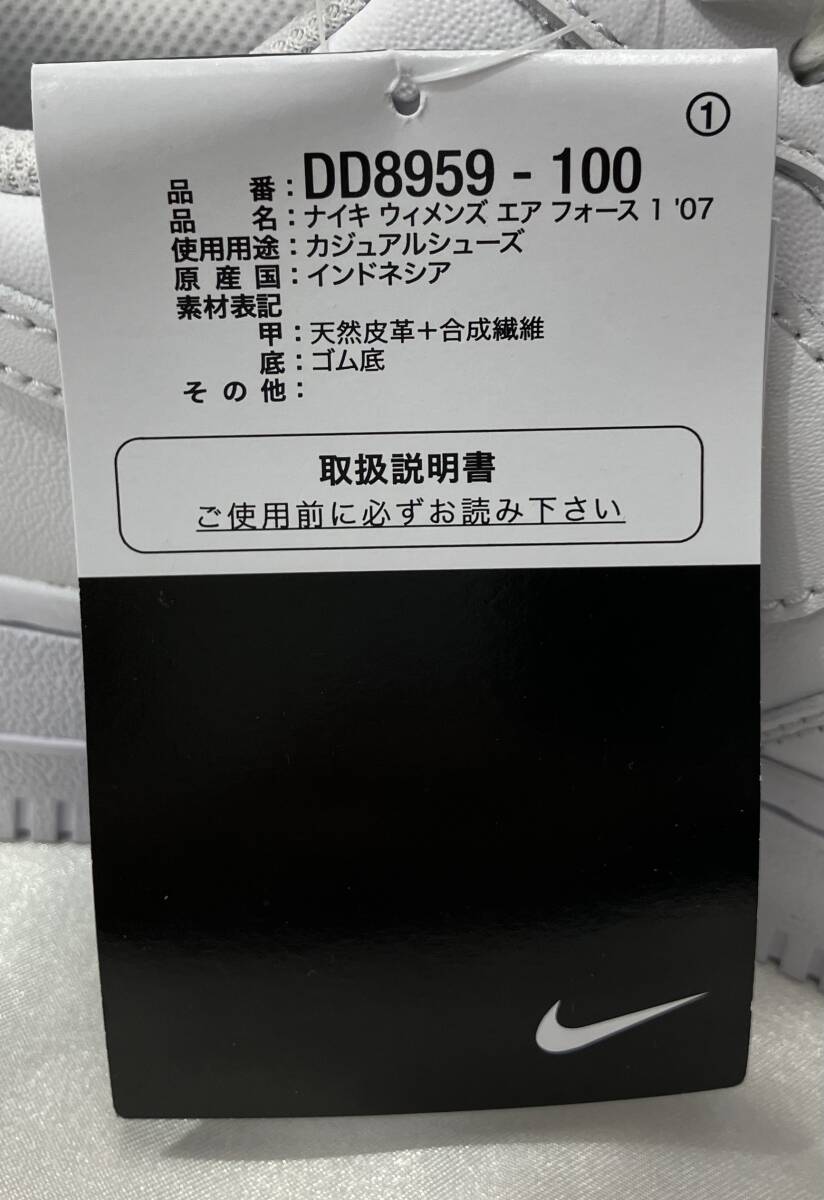 ①
品番：DD8959 - 100
品名：ナイキ ウィメンズ エア フォース 1 '07
使用用途：カジュアルシューズ
原産国：インドネシア
素材表記
甲：天然皮革＋合成繊維
底：ゴム底
その他：
取扱説明書
ご使用前に必ずお読み下さい